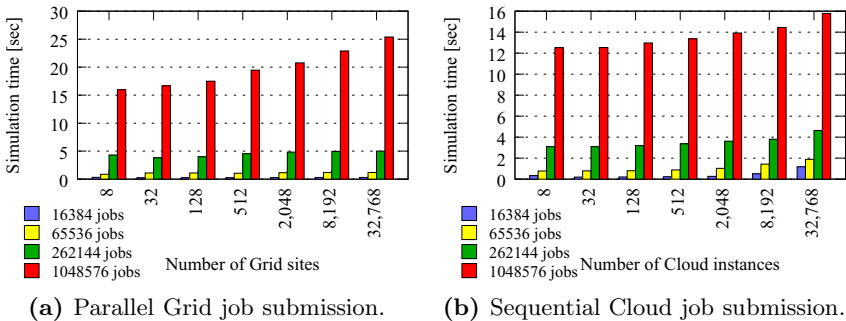 Simulation time [sec]
30
25
20
15
10
5
0
8
32
128
512
2,048
8,192
32,768
16384 jobs
65536 jobs
262144 jobs
1048576 jobs
Number of Grid sites
(a) Parallel Grid job submission.
Simulation time [sec]
16
14
12
10
8
6
4
2
0
8
32
128
512
2,048
8,192
32,768
16384 jobs
65536 jobs
262144 jobs
1048576 jobs
Number of Cloud instances
(b) Sequential Cloud job submission.